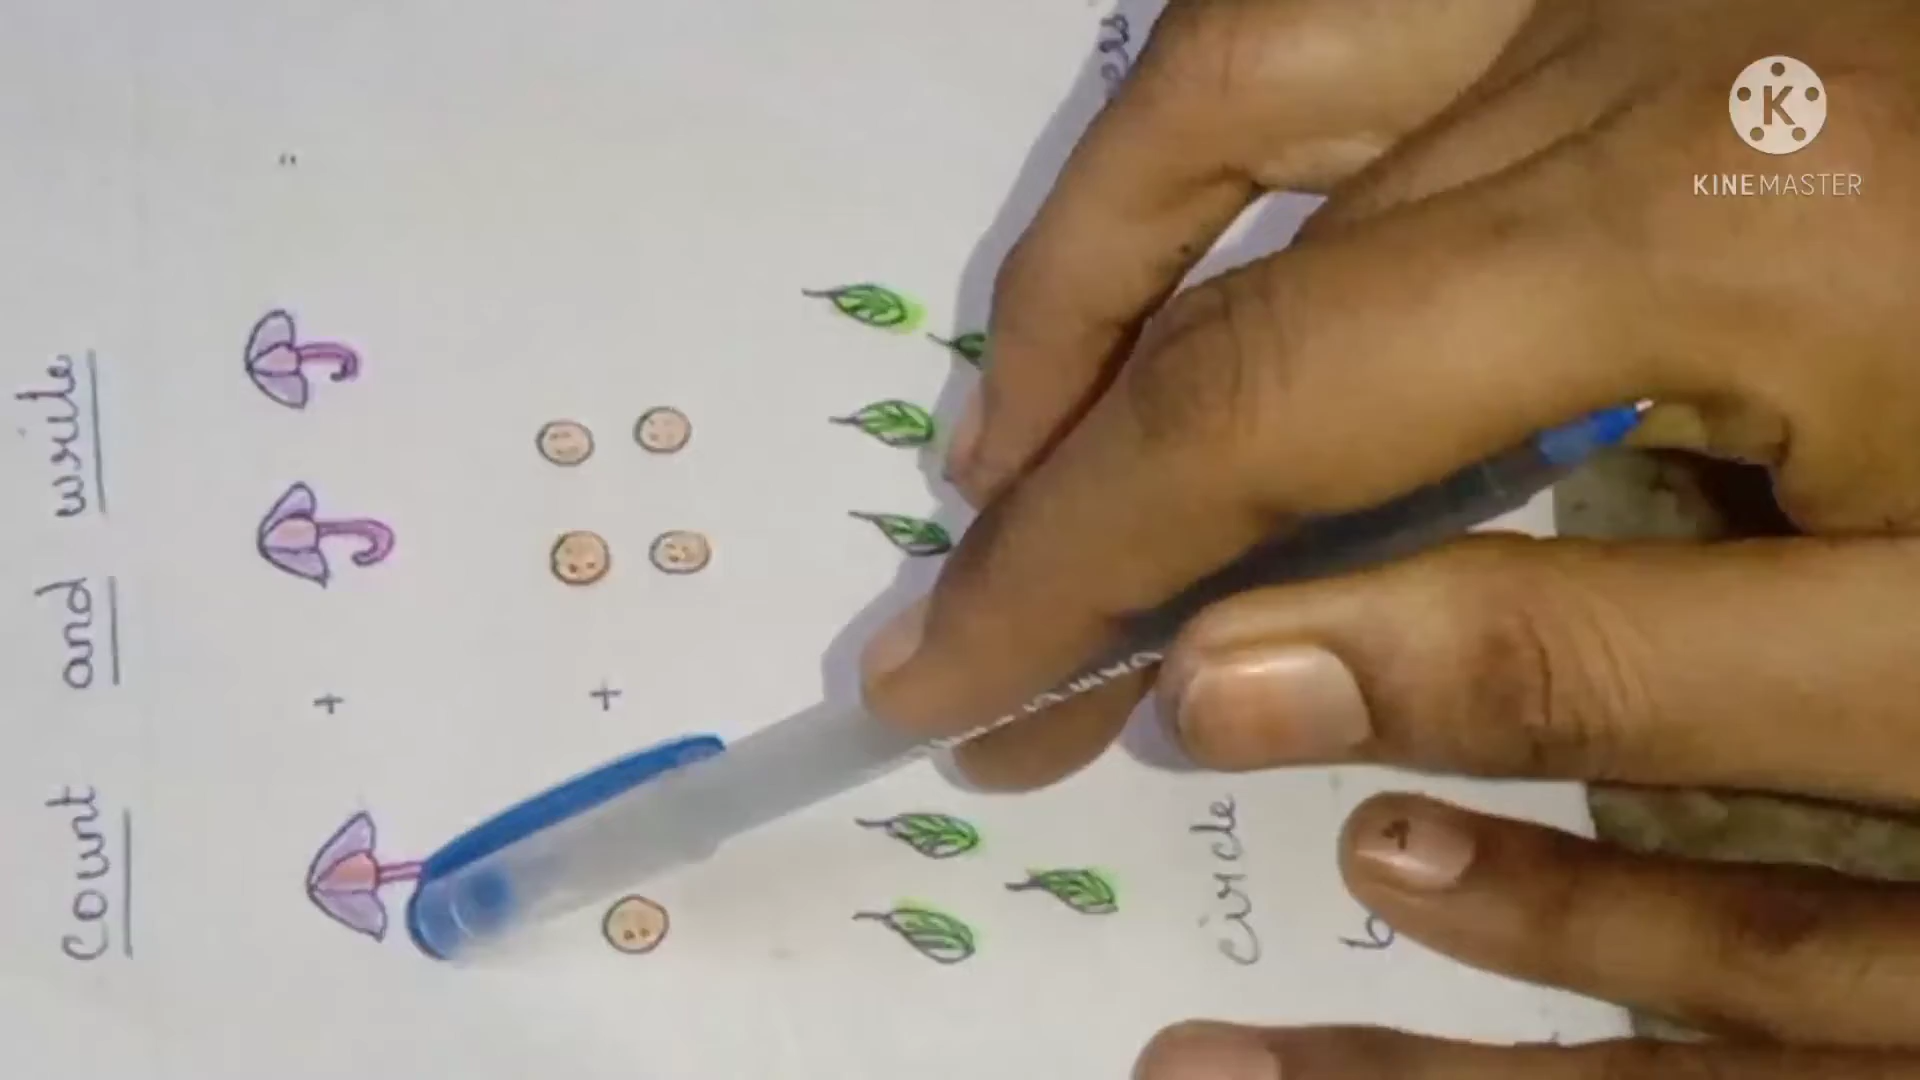 Count and write
+
+
circle
KINEMASTER